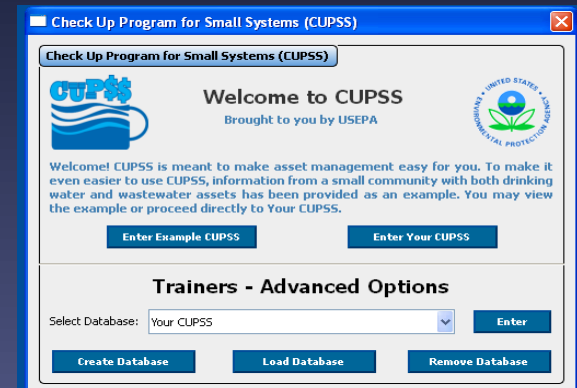 Check Up Program for Small Systems (CUPSS)
Check Up Program for Small Systems (CUPSS)
CUP$$
Welcome to CUPSS
Brought to you by USEPA
UNITED STATES
ENVIRONMENTAL PROTECTION AGENCY
Welcome! CUPSS is meant to make asset management easy for you. To make it
even easier to use CUPSS, information from a small community with both drinking
water and wastewater assets has been provided as an example. You may view
the example or proceed directly to Your CUPSS.
Enter Example CUPSS
Enter Your CUPSS
Trainers - Advanced Options
Select Database: Your CUPSS
Enter
Create Database
Load Database
Remove Database